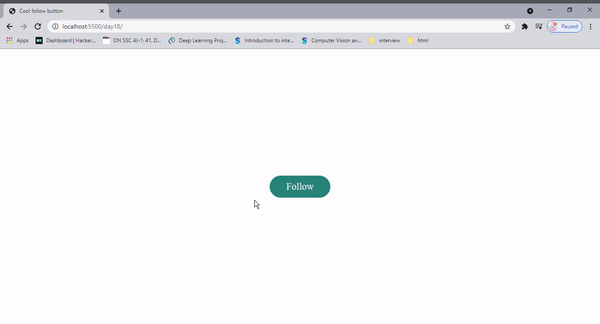 Cool follow button
localhost:5500/day18/
Paused
Apps Dashboard | Hacker... ON SSC AI-1: 41. D... Deep Learning Proj... Introduction to inte... Computer Vision an... interview html
Follow